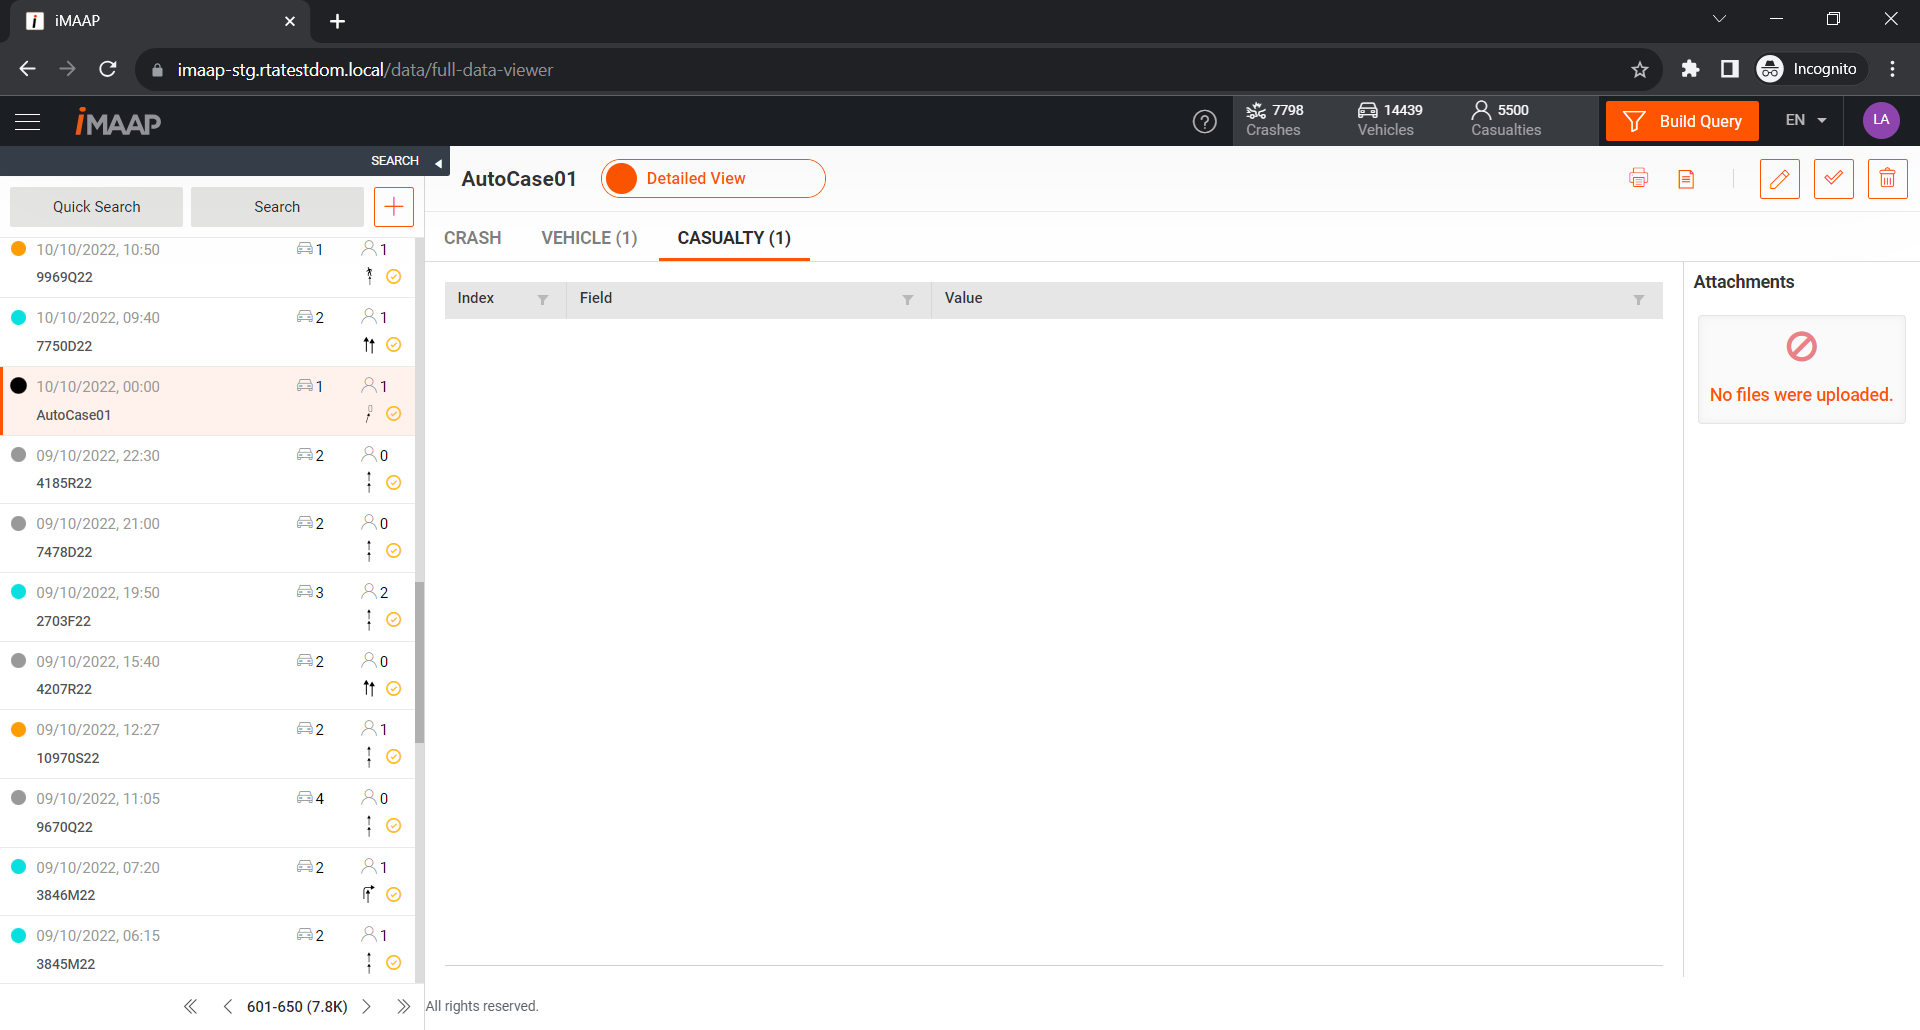 iMAAP
imaap-stg.rtatestdom.local/data/full-data-viewer
Incognito
iMAAP
7798
Crashes
14439
Vehicles
5500
Casualties
Build Query
EN
LA
SEARCH
Quick Search
Search
10/10/2022, 10:50 1 1
9969Q22
10/10/2022, 09:40 2 1
7750D22
10/10/2022, 00:00 1 1
AutoCase01
09/10/2022, 22:30 2 0
4185R22
09/10/2022, 21:00 2 0
7478D22
09/10/2022, 19:50 3 2
2703F22
09/10/2022, 15:40 2 0
4207R22
09/10/2022, 12:27 2 1
10970S22
09/10/2022, 11:05 4 0
9670Q22
09/10/2022, 07:20 2 1
3846M22
09/10/2022, 06:15 2 1
3845M22
601-650 (7.8K)
AutoCase01
Detailed View
CRASH VEHICLE (1) CASUALTY (1)
Index Field Value
Attachments
No files were uploaded.
All rights reserved.